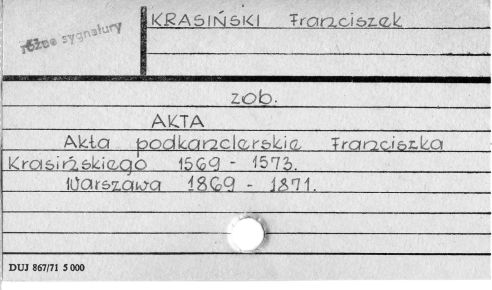 KRASIŃSKI Franciszek
różne sygnatury
zob.
AKTA
Akta podkanclerskie Franciszka
Krasińskiego 1569 - 1573.
Warszawa 1869 - 1871.
DUJ 867/71 5 000